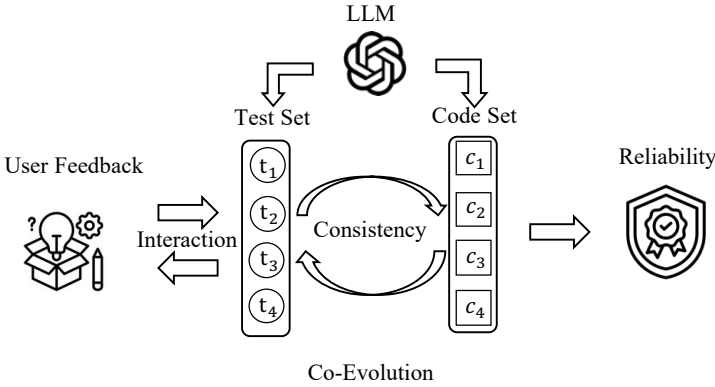 LLM
Test Set
Code Set
User Feedback
Reliability
t₁
t₂
t₃
t₄
Interaction
Consistency
c₁
c₂
c₃
c₄
?
Co-Evolution